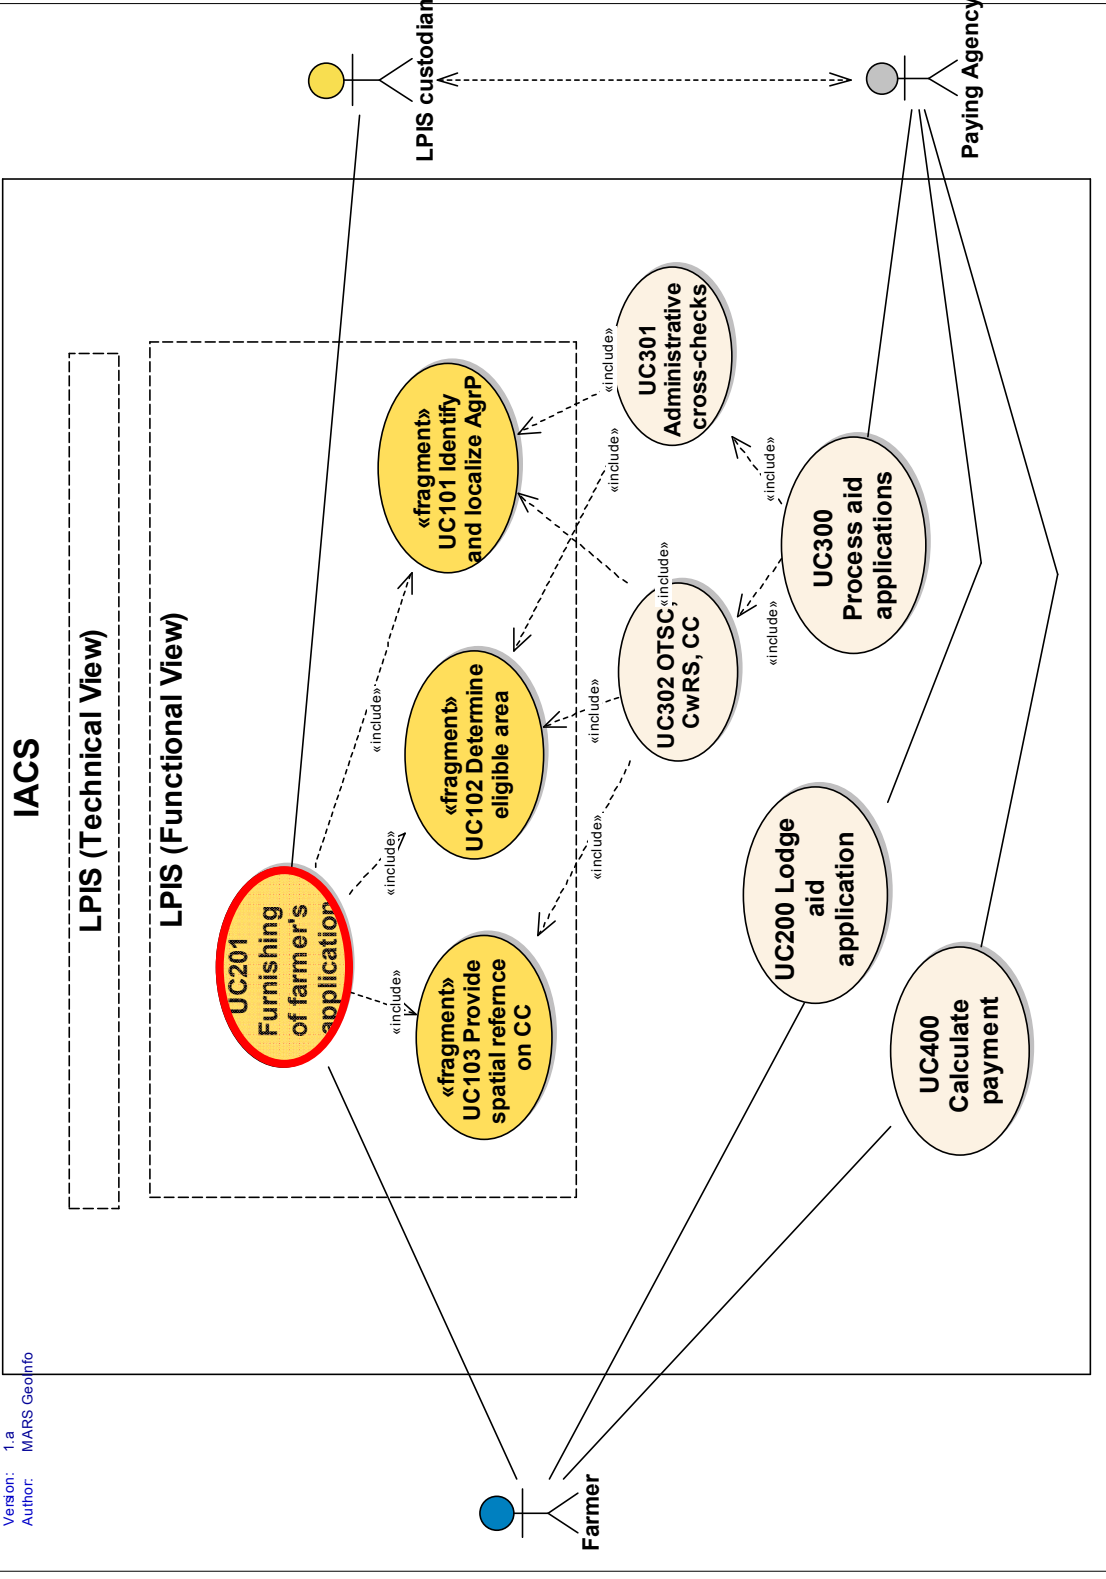 Version: 1.a
Author: MARS GeoInfo
IACS
LPIS (Technical View)
LPIS (Functional View)
UC201
Furnishing
of farmer's
application
«include»
«include»
«include»
«fragment»
UC103 Provide
spatial refernce
on CC
«fragment»
UC102 Determine
eligible area
«fragment»
UC101 Identify
and localize AgrP
«include»
«include»
«include»
«include»
«include»
UC302 OTSC,
CwRS, CC
UC301
Administrative
cross-checks
«include»
«include»
UC300
Process aid
applications
UC200 Lodge
aid
application
UC400
Calculate
payment
Farmer
LPIS custodian
Paying Agency